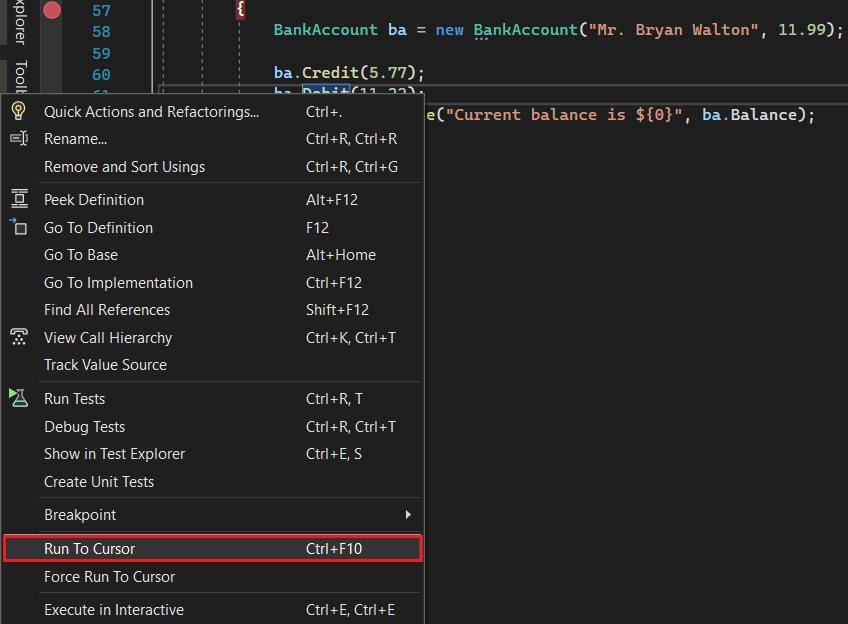 xplorer
Toolb
57
{
58
BankAccount ba = new BankAccount("Mr. Bryan Walton", 11.99);
59
60
ba.Credit(5.77);
61
ba.Debit(11.22);
e("Current balance is ${0}", ba.Balance);
Quick Actions and Refactorings... Ctrl+.
Rename... Ctrl+R, Ctrl+R
Remove and Sort Usings Ctrl+R, Ctrl+G
Peek Definition Alt+F12
Go To Definition F12
Go To Base Alt+Home
Go To Implementation Ctrl+F12
Find All References Shift+F12
View Call Hierarchy Ctrl+K, Ctrl+T
Track Value Source
Run Tests Ctrl+R, T
Debug Tests Ctrl+R, Ctrl+T
Show in Test Explorer Ctrl+E, S
Create Unit Tests
Breakpoint
Run To Cursor Ctrl+F10
Force Run To Cursor
Execute in Interactive Ctrl+E, Ctrl+E